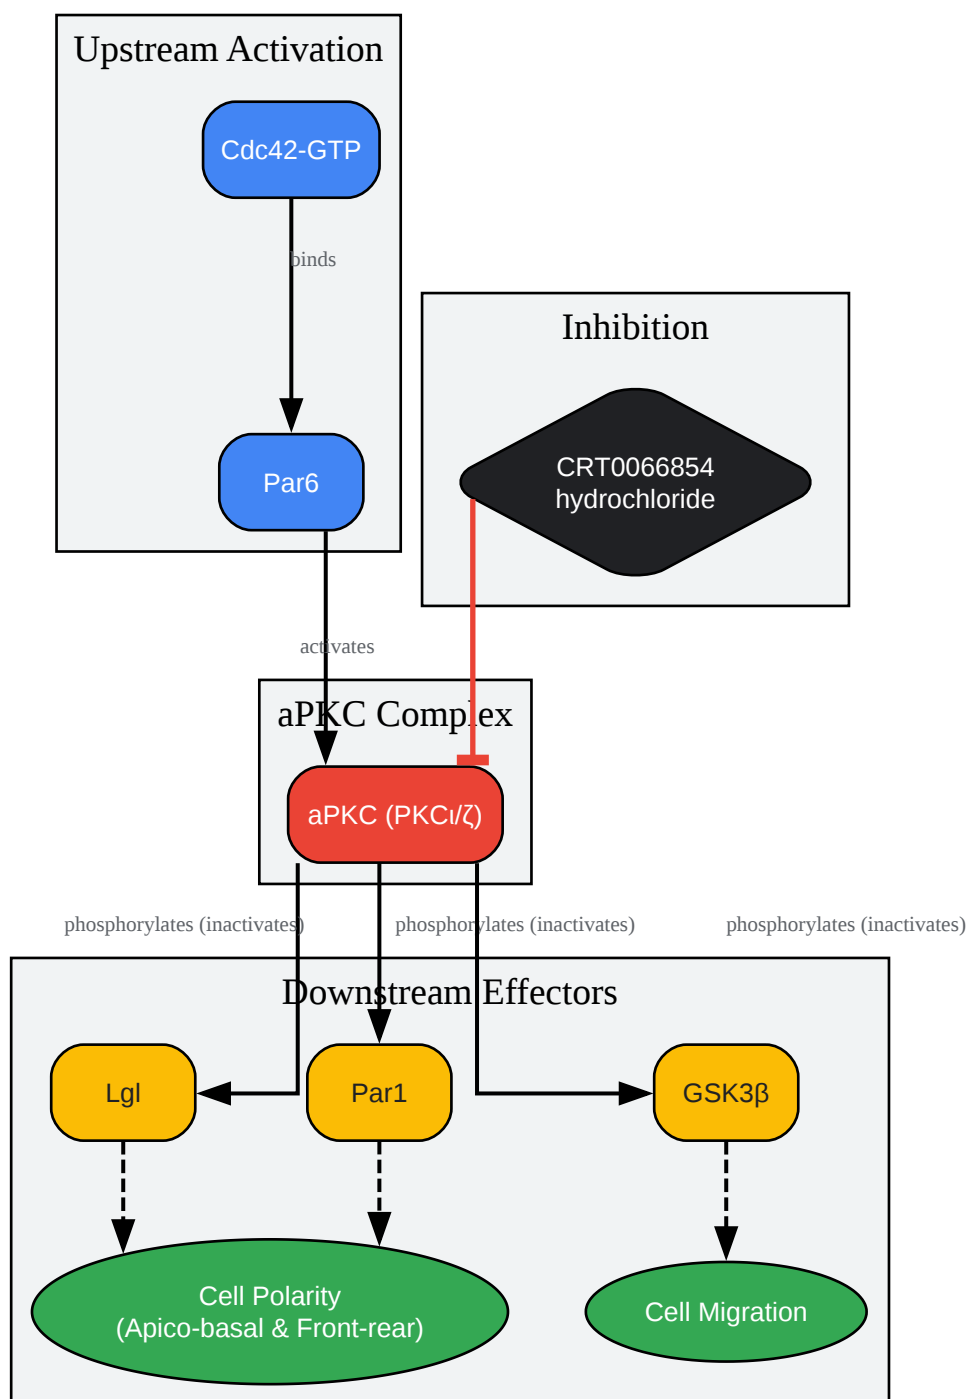 Upstream Activation
Cdc42-GTP
binds
Inhibition
CRT0066854
hydrochloride
Par6
activates
aPKC Complex
aPKC (PKCι/ζ)
phosphorylates (inactivates)
phosphorylates (inactivates)
phosphorylates (inactivates)
Downstream Effectors
Lgl
Par1
GSK3β
Cell Polarity
(Apico-basal & Front-rear)
Cell Migration